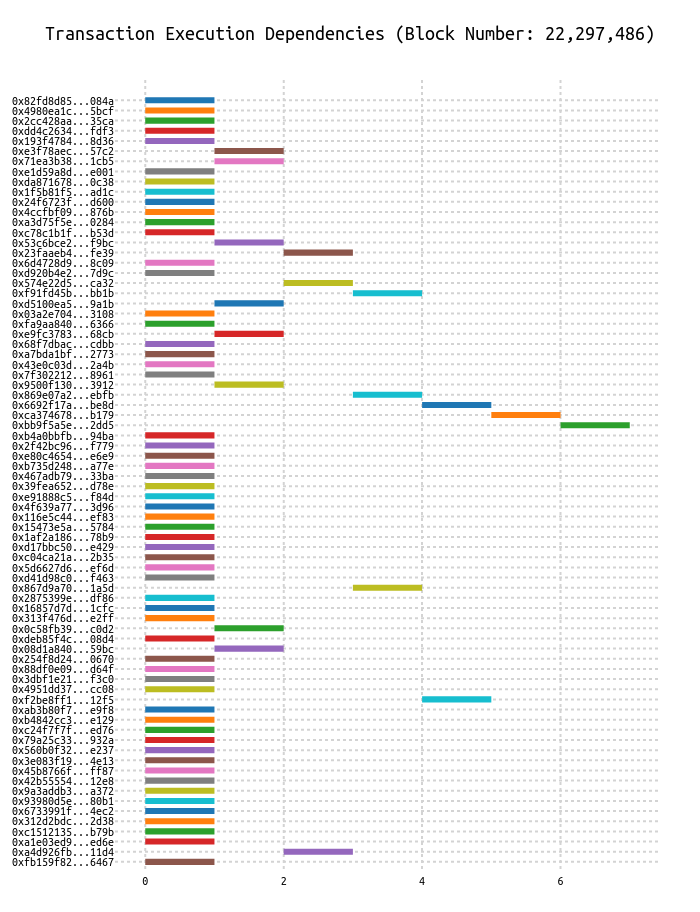 Transaction Execution Dependencies (Block Number: 22,297,486)
0x82fd8d85...084a
0x4980ea1c...5bcf
0x2cc428aa...35ca
0xdd4c2634...fdf3
0x193f4784...8d36
0xe3f78aec...57c2
0x71ea3b38...1cb5
0xe1d59a8d...e001
0xda871678...0c38
0x1f5b81f5...ad1c
0x24f6723f...d600
0x4ccfbf09...876b
0xa3d75f5e...0284
0xc78c1b1f...b53d
0x53c6bce2...f9bc
0x23faaeb4...fe39
0x6d4728d9...8c09
0xd920b4e2...7d9c
0x574e22d5...ca32
0xf91fd45b...bb1b
0xd5100ea5...9a1b
0x03a2e704...3108
0xfa9aa840...6366
0xe9fc3783...68cb
0x68f7dbac...cdbb
0xa7bda1bf...2773
0x43e0c03d...2a4b
0x7f302212...8961
0x9500f130...3912
0x869e07a2...ebfb
0x6692f17a...be8d
0xca374678...b179
0xbb9f5a5e...2dd5
0xb4a0bbfb...94ba
0x2f42bc96...f779
0xe80c4654...e6e9
0xb735d248...a77e
0x467adb79...33ba
0x39fea652...d78e
0xe91888c5...f84d
0x4f639a77...3d96
0x116e5c44...ef83
0x15473e5a...5784
0x1af2a186...78b9
0xd17bbc50...e429
0xc04ca21a...2b35
0x5d6627d6...ef6d
0xd41d98c0...f463
0x867d9a70...1a5d
0x2875399e...df86
0x16857d7d...1cfc
0x313f476d...e2ff
0x0c58fb39...c0d2
0xdeb85f4c...08d4
0x08d1a840...59bc
0x254f8d24...0670
0x88df0e09...d64f
0x3dbf1e21...f3c0
0x4951dd37...cc08
0xf2be8ff1...12f5
0xab3b80f7...e9f8
0xb4842cc3...e129
0xc24f7f7f...ed76
0x79a25c33...932a
0x560b0f32...e237
0x3e083f19...4e13
0x45b8766f...ff87
0x42b55554...12e8
0x9a3addb3...a372
0x93980d5e...80b1
0x6733991f...4ec2
0x312d2bdc...2d38
0xc1512135...b79b
0xa1e03ed9...ed6e
0xa4d926fb...11d4
0xfb159f82...6467
0 2 4 6